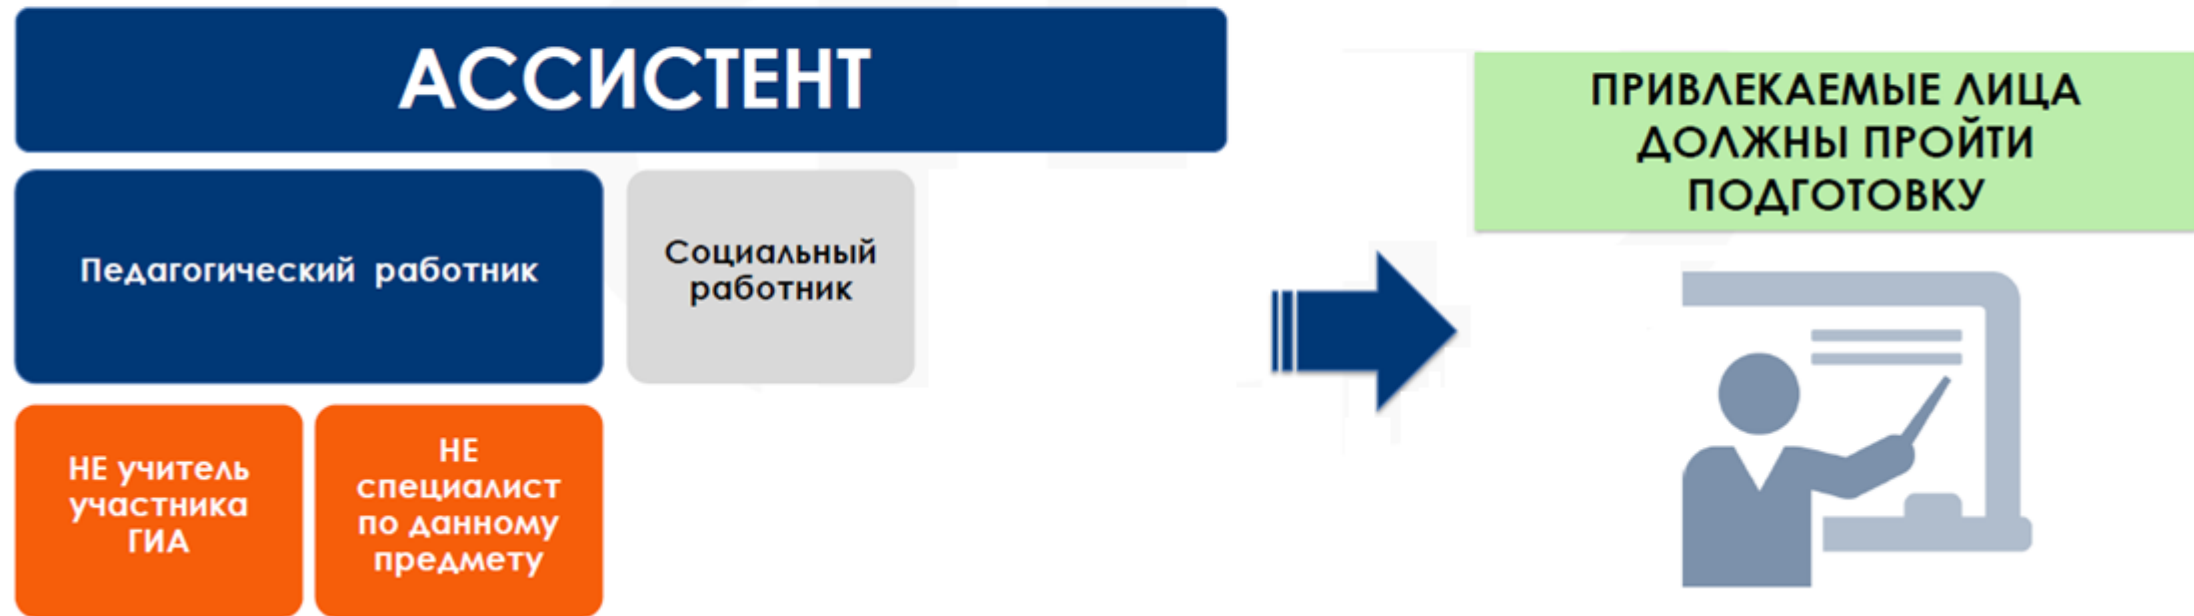 АССИСТЕНТ
ПРИВЛЕКАЕМЫЕ ЛИЦА
ДОЛЖНЫ ПРОЙТИ
ПОДГОТОВКУ
Педагогический работник
Социальный
работник
НЕ учитель
участника
ГИА
НЕ
специалист
по данному
предмету